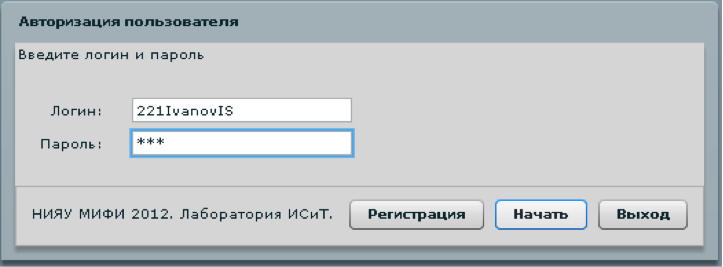 Авторизация пользователя
Введите логин и пароль
Логин: 221IvanovIS
Пароль: ***
НИЯУ МИФИ 2012. Лаборатория ИСиТ. Регистрация Начать Выход